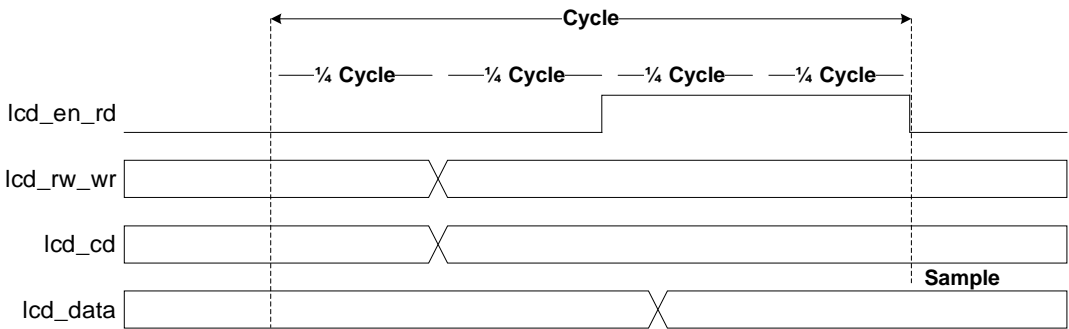 Cycle
¼ Cycle ¼ Cycle ¼ Cycle ¼ Cycle
lcd_en_rd
lcd_rw_wr
lcd_cd
Sample
lcd_data